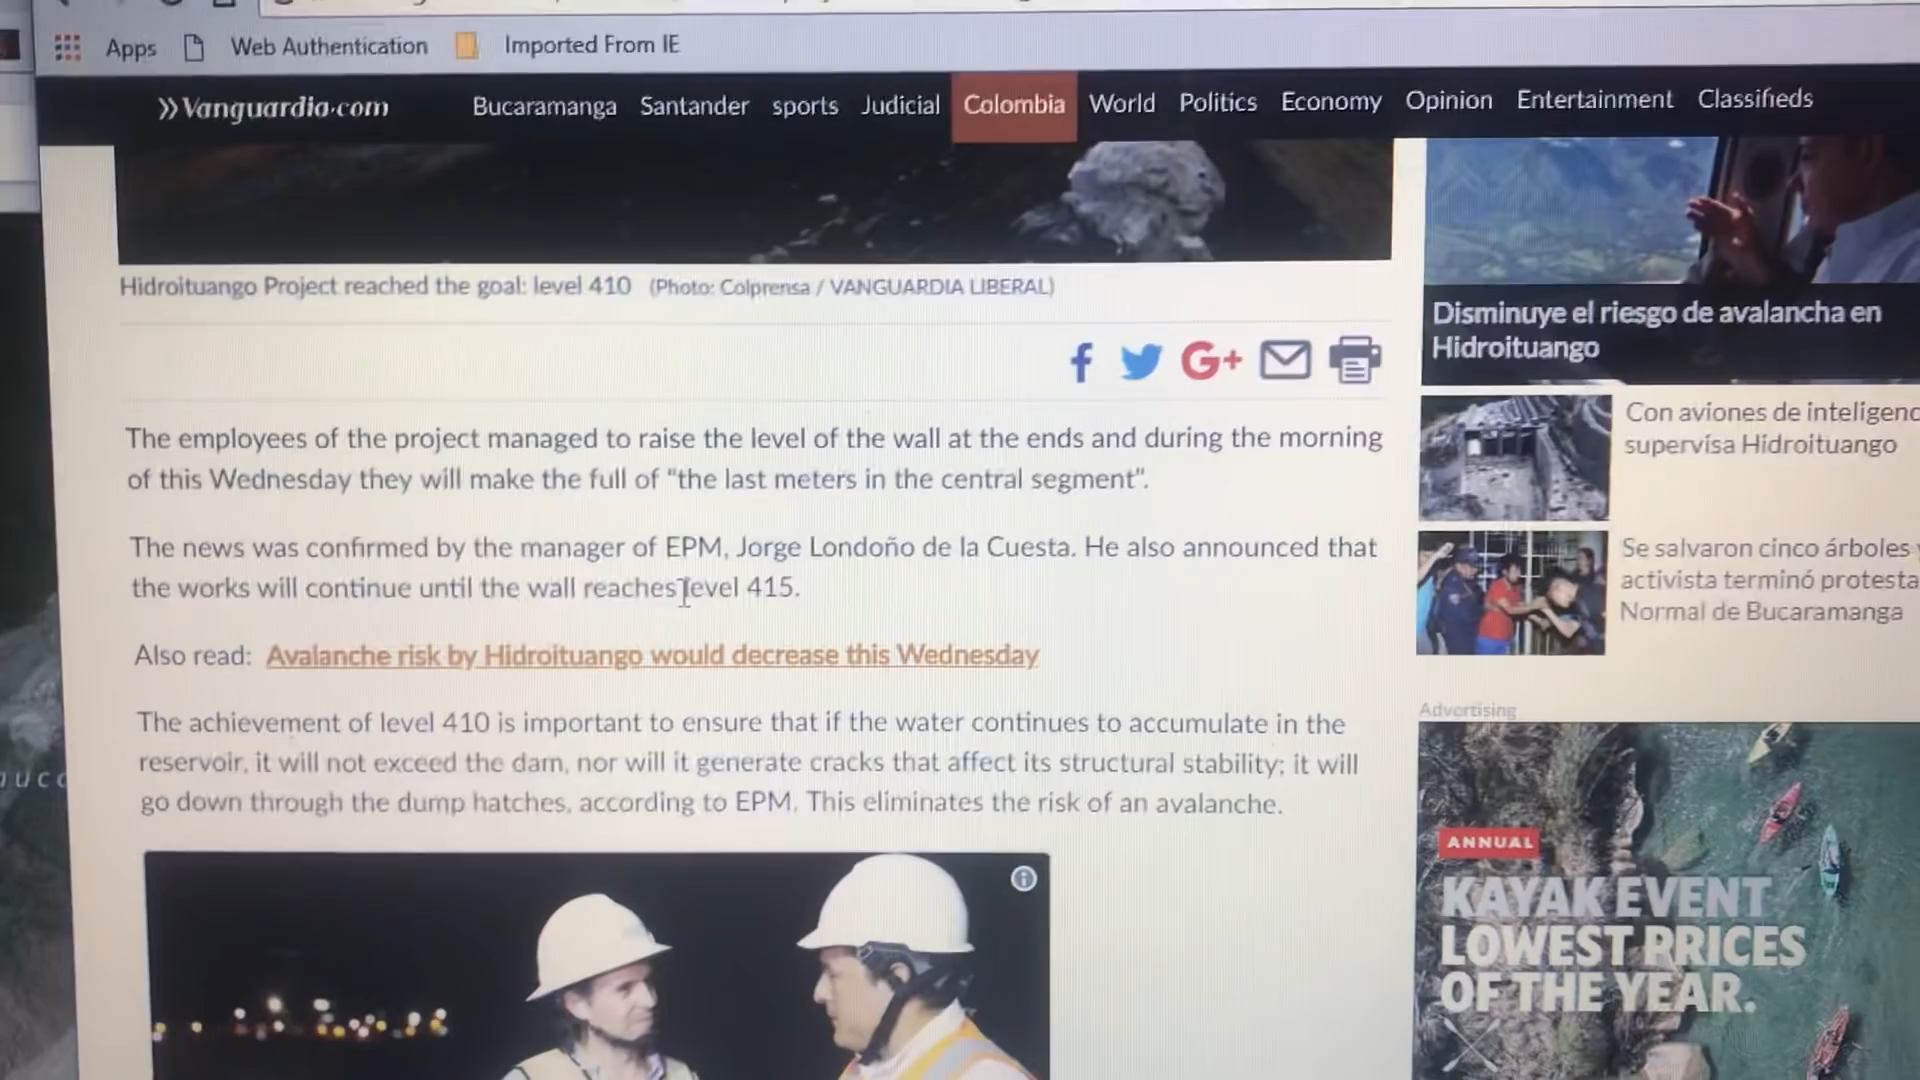 Apps Web Authentication Imported From IE
Vanguardia.com Bucaramanga Santander sports Judicial Colombia World Politics Economy Opinion Entertainment Classifieds
Hidroituango Project reached the goal: level 410 (Photo: Colprensa / VANGUARDIA LIBERAL)
f G+
The employees of the project managed to raise the level of the wall at the ends and during the morning
of this Wednesday they will make the full of "the last meters in the central segment".
The news was confirmed by the manager of EPM, Jorge Londoño de la Cuesta. He also announced that
the works will continue until the wall reaches level 415.
Also read: Avalanche risk by Hidroituango would decrease this Wednesday
The achievement of level 410 is important to ensure that if the water continues to accumulate in the
reservoir, it will not exceed the dam, nor will it generate cracks that affect its structural stability; it will
go down through the dump hatches, according to EPM. This eliminates the risk of an avalanche.
Disminuye el riesgo de avalancha en
Hidroituango
Con aviones de
supervisa Hidroituango
Se salvaron cinco árboles
activista terminó protesta
Normal de Bucaramanga
Advertising
ANNUAL
KAYAK EVENT
LOWEST PRICES
OF THE YEAR.